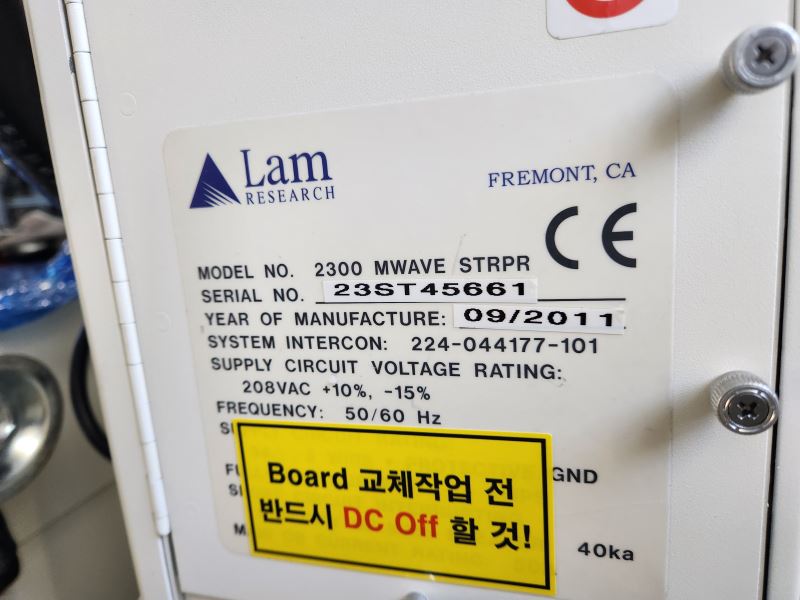 Lam
RESEARCH
FREMONT, CA
CE
MODEL NO. 2300 MWAVE STRPR
SERIAL NO. 23ST45661
YEAR OF MANUFACTURE: 09/2011
SYSTEM INTERCON: 224-044177-101
SUPPLY CIRCUIT VOLTAGE RATING:
208VAC +10%, -15%
FREQUENCY: 50/60 Hz
GND
Board 교체작업 전
반드시 DC Off 할 것!
40ka